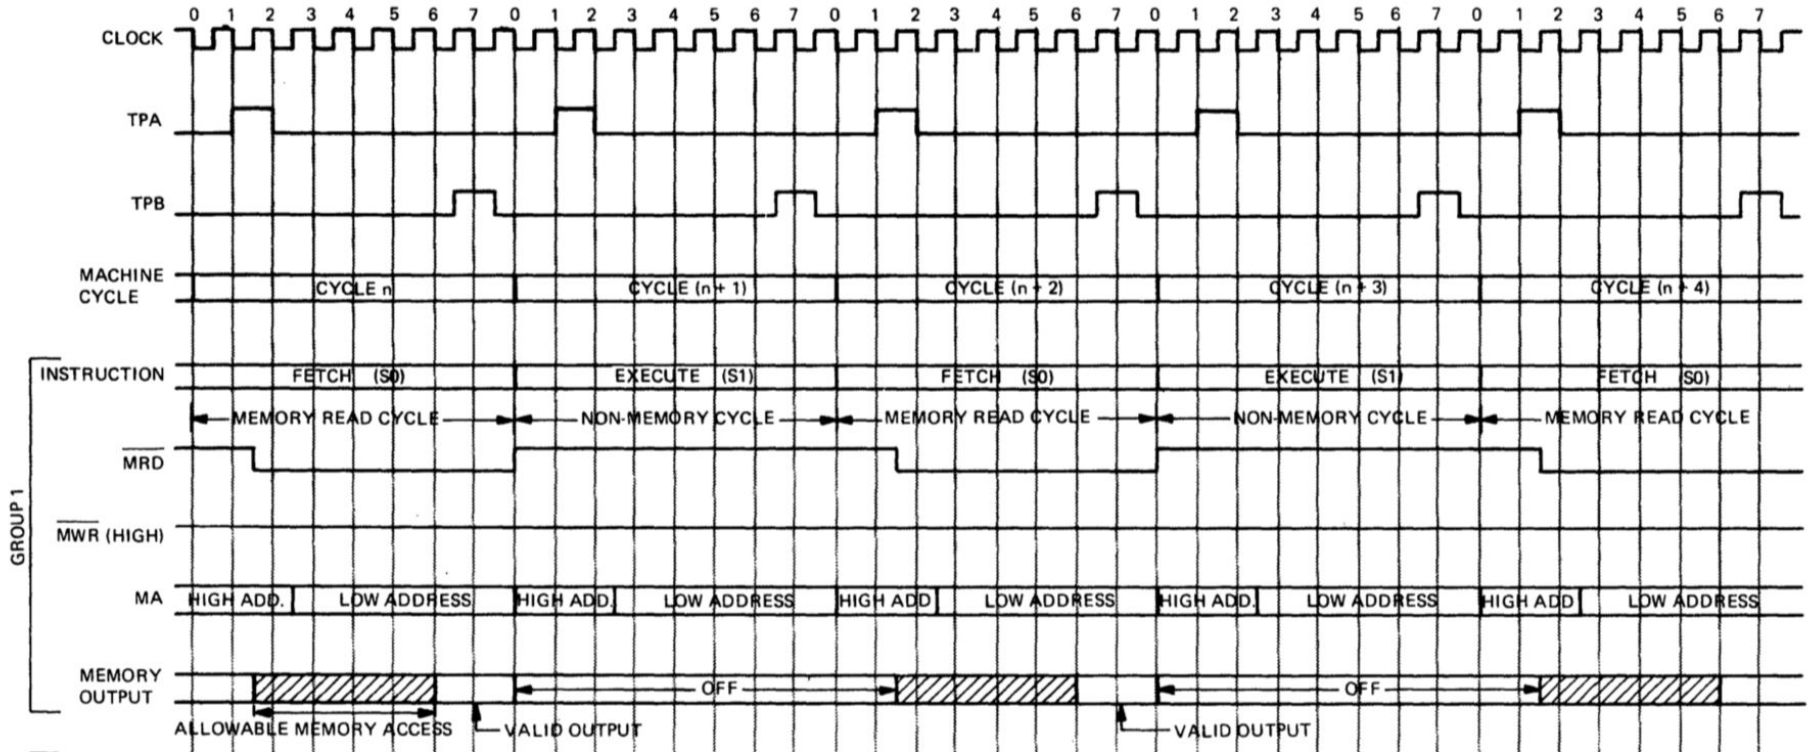 0 1 2 3 4 5 6 7 0 1 2 3 4 5 6 7 0 1 2 3 4 5 6 7 0 1 2 3 4 5 6 7 0 1 2 3 4 5 6 7
CLOCK
TPA
TPB
MACHINE CYCLE n CYCLE (n + 1) CYCLE (n + 2) CYCLE (n + 3) CYCLE (n + 4)
CYCLE
INSTRUCTION FETCH (S0) EXECUTE (S1) FETCH (S0) EXECUTE (S1) FETCH (S0)
MEMORY READ CYCLE NON-MEMORY CYCLE MEMORY READ CYCLE NON-MEMORY CYCLE MEMORY READ CYCLE
MRD
GROUP 1
MWR (HIGH)
MA HIGH ADD. LOW ADDRESS HIGH ADD. LOW ADDRESS HIGH ADD LOW ADDRESS HIGH ADD. LOW ADDRESS HIGH ADD LOW ADDRESS
MEMORY
OUTPUT OFF OFF
ALLOWABLE MEMORY ACCESS VALID OUTPUT VALID OUTPUT